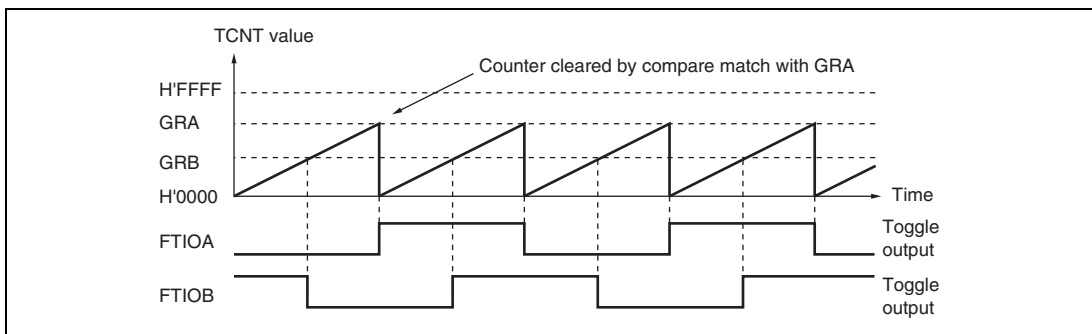 TCNT value
Counter cleared by compare match with GRA
H'FFFF
GRA
GRB
H'0000
Time
FTIOA
Toggle
output
FTIOB
Toggle
output